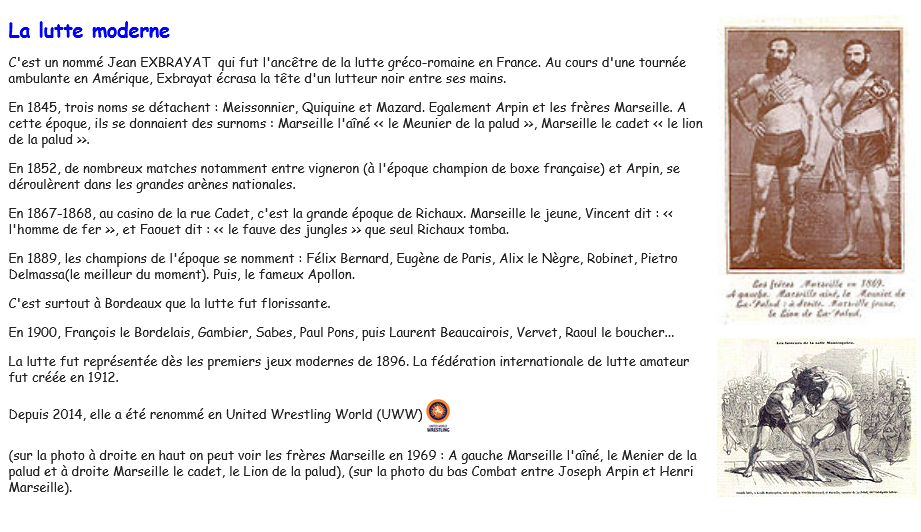 La lutte moderne
C'est un nommé Jean EXBRAYAT qui fut l'ancêtre de la lutte gréco-romaine en France. Au cours d'une tournée
ambulante en Amérique, Exbrayat écrasa la tête d'un lutteur noir entre ses mains.
En 1845, trois noms se détachent : Meissonnier, Quiquine et Mazard. Egalement Arpin et les frères Marseille. A
cette époque, ils se donnaient des surnoms : Marseille l'aîné << le Meunier de la palud >>, Marseille le cadet << le lion
de la palud >>.
En 1852, de nombreux matches notamment entre vigneron (à l'époque champion de boxe française) et Arpin, se
déroulèrent dans les grandes arènes nationales.
En 1867-1868, au casino de la rue Cadet, c'est la grande époque de Richaux. Marseille le jeune, Vincent dit : <<
l'homme de fer >>, et Faouet dit : << le fauve des jungles >> que seul Richaux tomba.
En 1889, les champions de l'époque se nomment : Félix Bernard, Eugène de Paris, Alix le Nègre, Robinet, Pietro
Delmassa(le meilleur du moment). Puis, le fameux Apollon.
C'est surtout à Bordeaux que la lutte fut florissante.
En 1900, François le Bordelais, Gambier, Sabes, Paul Pons, puis Laurent Beaucairois, Vervet, Raoul le boucher...
La lutte fut représentée dès les premiers jeux modernes de 1896. La fédération internationale de lutte amateur
fut créée en 1912.
Depuis 2014, elle a été renommé en United Wrestling World (UWW)
UNITED WORLD
WRESTLING
(sur la photo à droite en haut on peut voir les frères Marseille en 1969 : A gauche Marseille l'aîné, le Menier de la
palud et à droite Marseille le cadet, le Lion de la palud), (sur la photo du bas Combat entre Joseph Arpin et Henri
Marseille).
Les frères Marseille en 1869.
A gauche, Marseille aîné, le Meunier de
La-Palud ; à droite, Marseille jeune,
le Lion de La-Palud.
Les lutteurs de la salle Montesquieu.